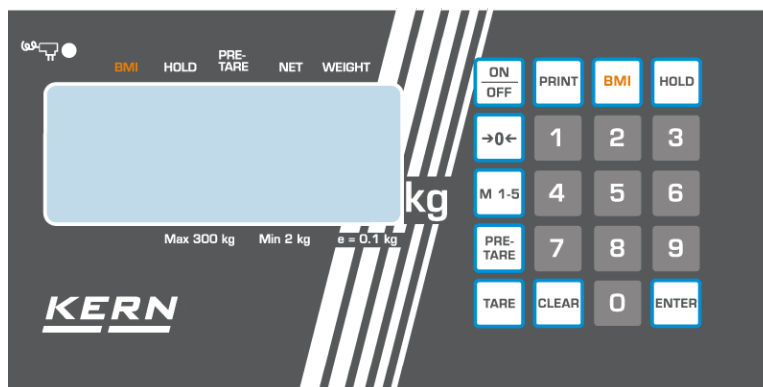 BMI HOLD PRE-TARE NET WEIGHT
kg
Max 300 kg Min 2 kg e = 0.1 kg
KERN
ON OFF PRINT BMI HOLD
→0← 1 2 3
M 1-5 4 5 6
PRE-TARE 7 8 9
TARE CLEAR 0 ENTER